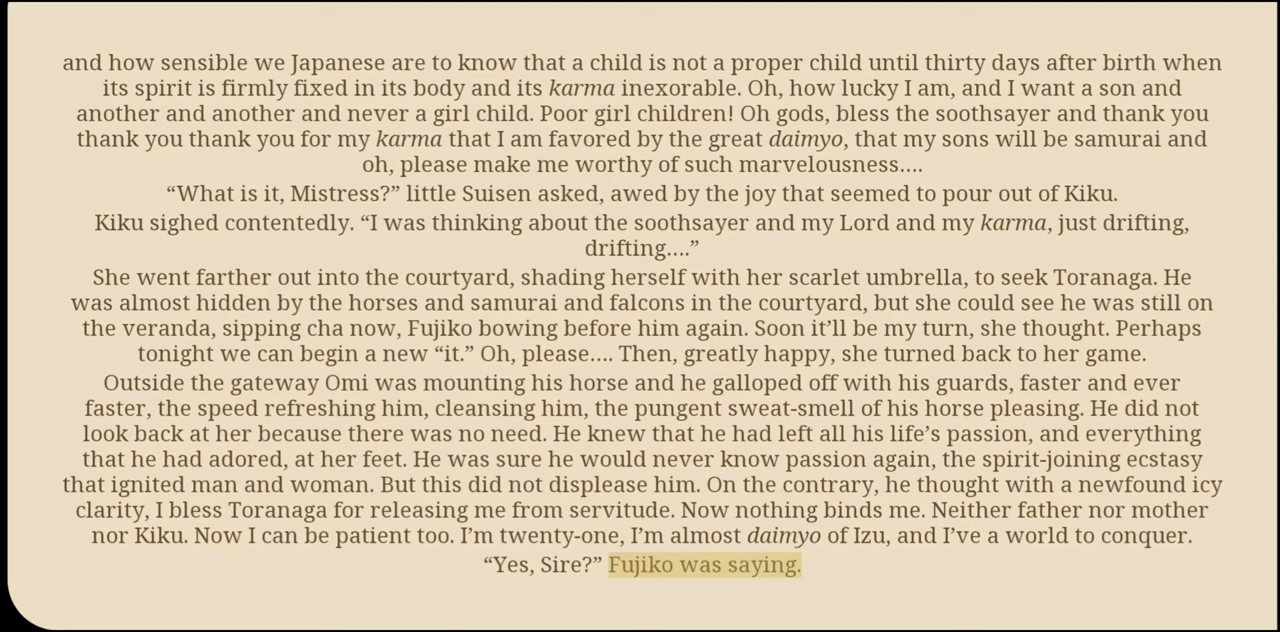 and how sensible we Japanese are to know that a child is not a proper child until thirty days after birth when
its spirit is firmly fixed in its body and its karma inexorable. Oh, how lucky I am, and I want a son and
another and another and never a girl child. Poor girl children! Oh gods, bless the soothsayer and thank you
thank you thank you for my karma that I am favored by the great daimyo, that my sons will be samurai and
oh, please make me worthy of such marvelousness....
“What is it, Mistress?” little Suisen asked, awed by the joy that seemed to pour out of Kiku.
Kiku sighed contentedly. “I was thinking about the soothsayer and my Lord and my karma, just drifting,
drifting....”
She went farther out into the courtyard, shading herself with her scarlet umbrella, to seek Toranaga. He
was almost hidden by the horses and samurai and falcons in the courtyard, but she could see he was still on
the veranda, sipping cha now, Fujiko bowing before him again. Soon it’ll be my turn, she thought. Perhaps
tonight we can begin a new “it.” Oh, please.... Then, greatly happy, she turned back to her game.
Outside the gateway Omi was mounting his horse and he galloped off with his guards, faster and ever
faster, the speed refreshing him, cleansing him, the pungent sweat-smell of his horse pleasing. He did not
look back at her because there was no need. He knew that he had left all his life’s passion, and everything
that he had adored, at her feet. He was sure he would never know passion again, the spirit-joining ecstasy
that ignited man and woman. But this did not displease him. On the contrary, he thought with a newfound icy
clarity, I bless Toranaga for releasing me from servitude. Now nothing binds me. Neither father nor mother
nor Kiku. Now I can be patient too. I’m twenty-one, I’m almost daimyo of Izu, and I’ve a world to conquer.
“Yes, Sire?” Fujiko was saying.